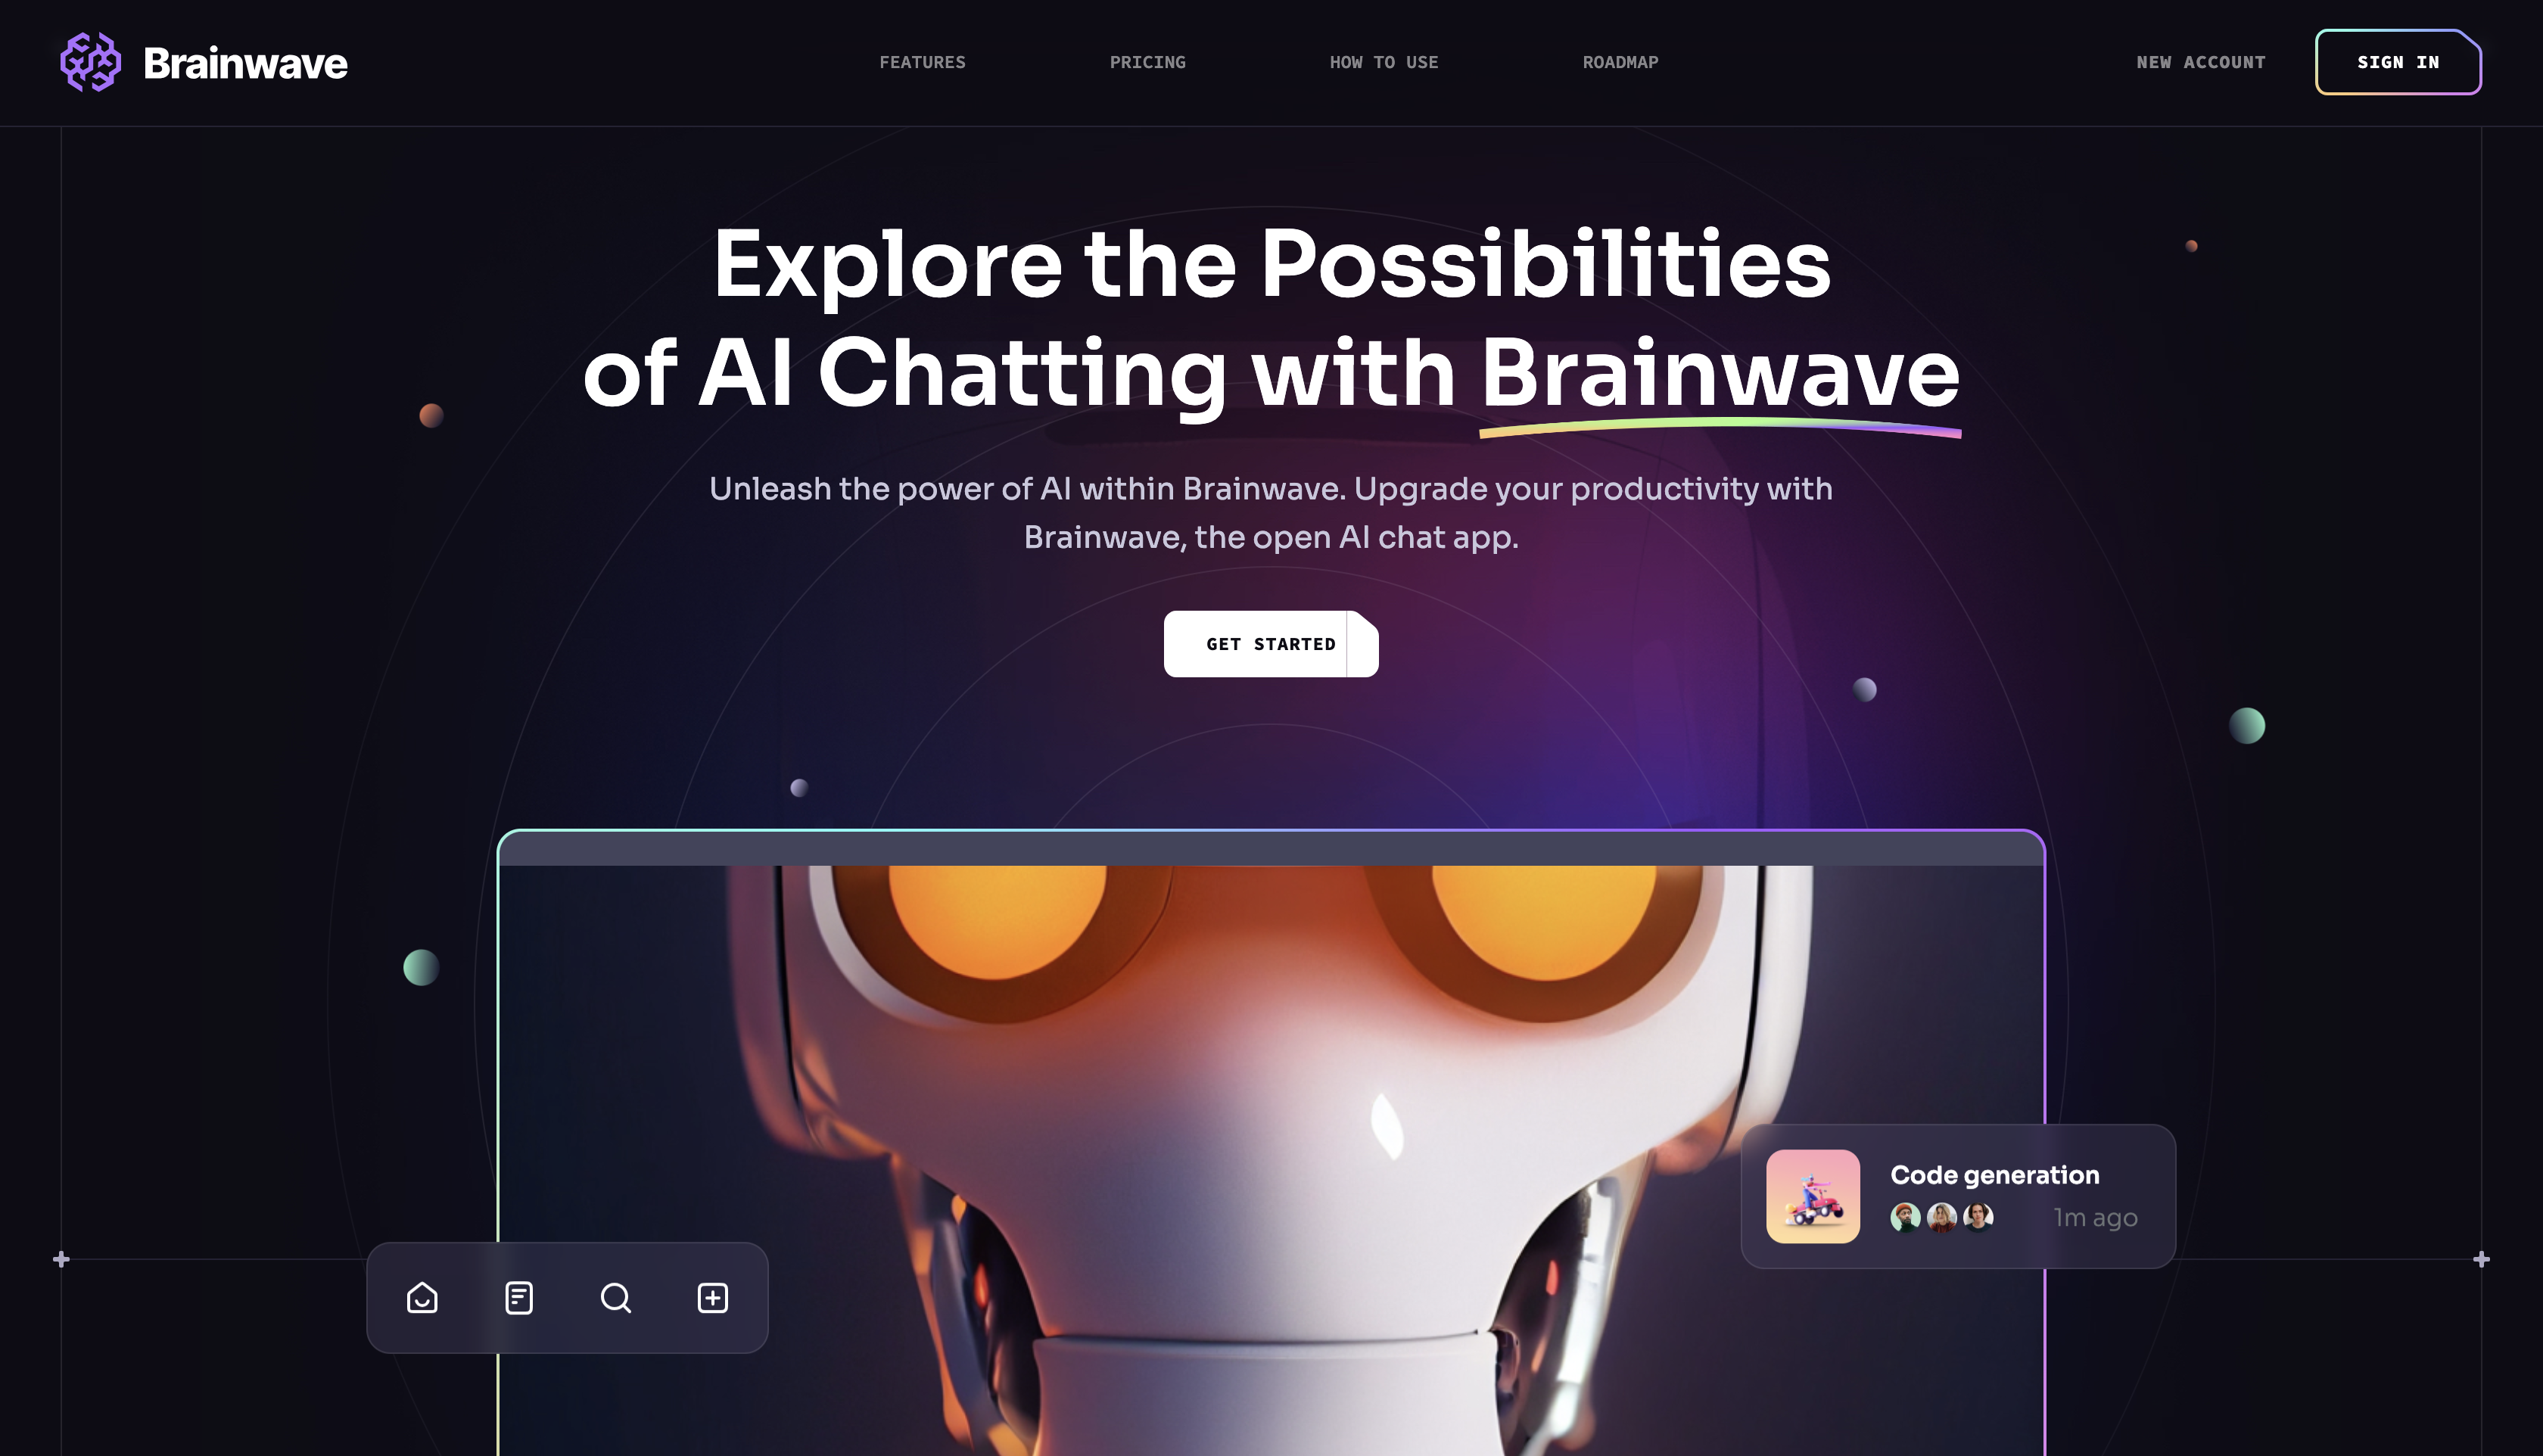 Brainwave
FEATURES
PRICING
HOW TO USE
ROADMAP
NEW ACCOUNT
SIGN IN
Explore the Possibilities
of AI Chatting with Brainwave
Unleash the power of AI within Brainwave. Upgrade your productivity with
Brainwave, the open AI chat app.
GET STARTED
Code generation
1m ago